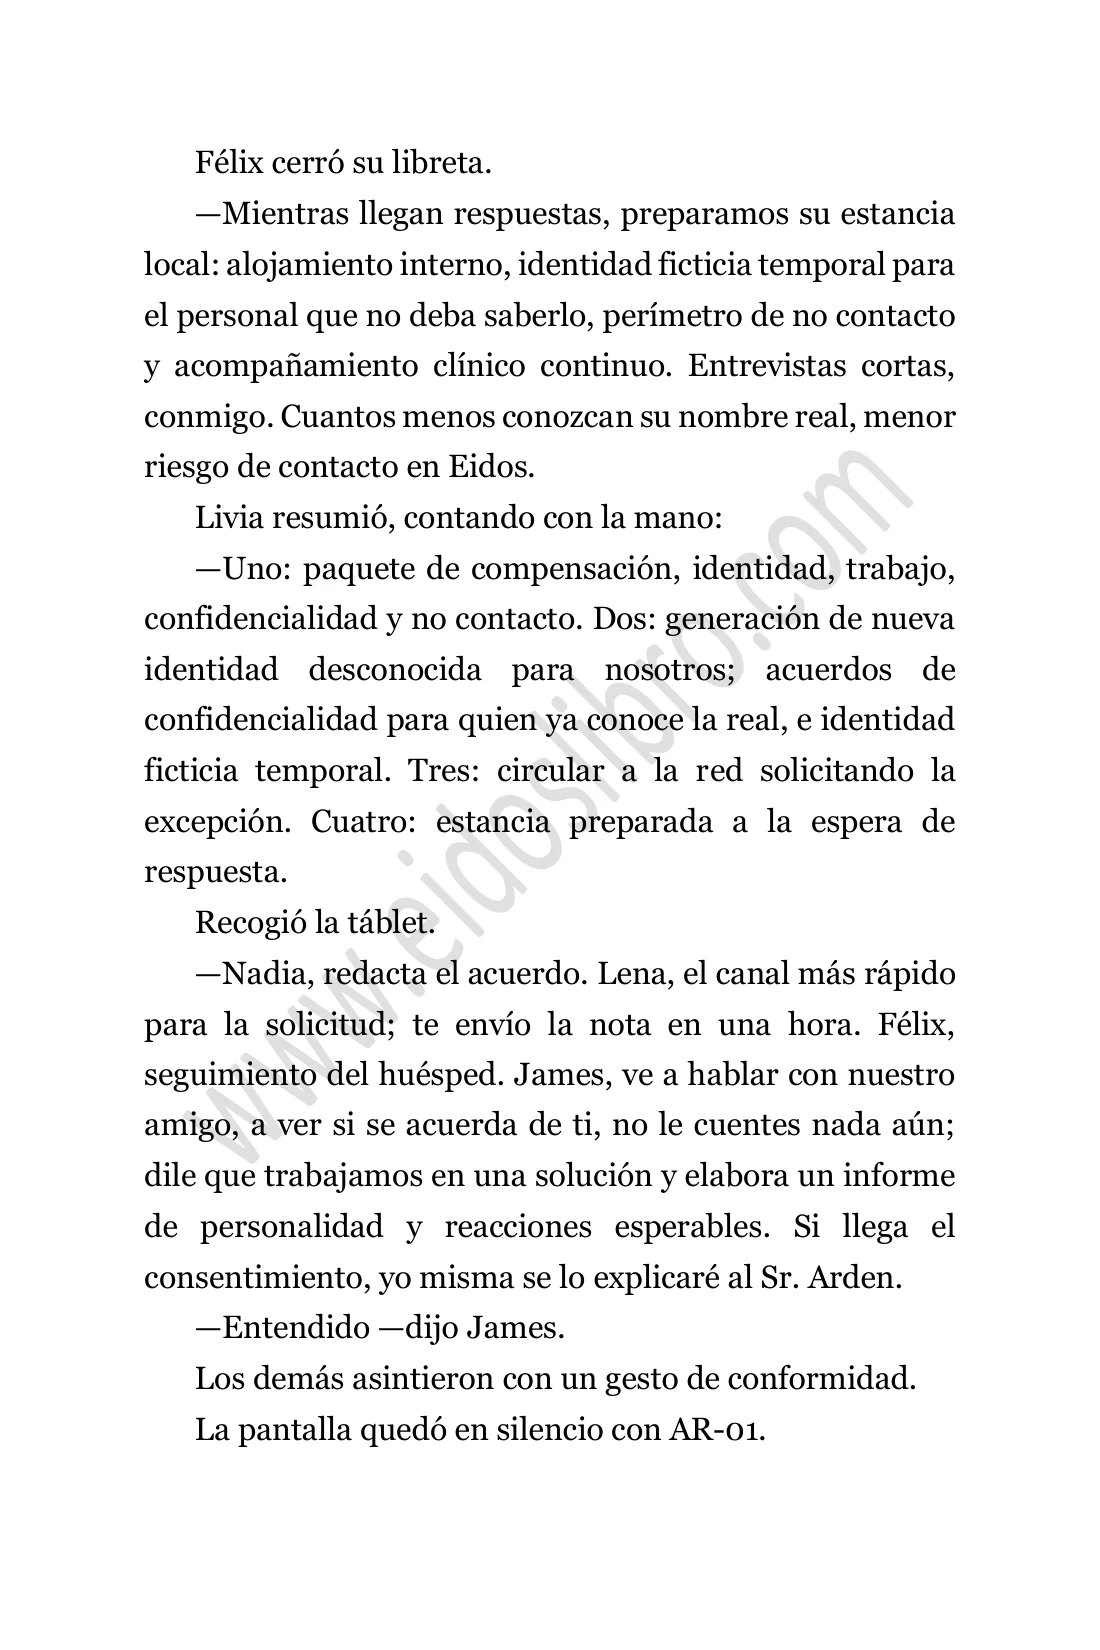 Félix cerró su libreta.
—Mientras llegan respuestas, preparamos su estancia
local: alojamiento interno, identidad ficticia temporal para
el personal que no deba saberlo, perímetro de no contacto
y acompañamiento clínico continuo. Entrevistas cortas,
conmigo. Cuantos menos conozcan su nombre real, menor
riesgo de contacto en Eidos.
Livia resumió, contando con la mano:
—Uno: paquete de compensación, identidad, trabajo,
confidencialidad y no contacto. Dos: generación de nueva
identidad desconocida para nosotros; acuerdos de
confidencialidad para quien ya conoce la real, e identidad
ficticia temporal. Tres: circular a la red solicitando la
excepción. Cuatro: estancia preparada a la espera de
respuesta.
Recogió la táblet.
—Nadia, redacta el acuerdo. Lena, el canal más rápido
para la solicitud; te envío la nota en una hora. Félix,
seguimiento del huésped. James, ve a hablar con nuestro
amigo, a ver si se acuerda de ti, no le cuentes nada aún;
dile que trabajamos en una solución y elabora un informe
de personalidad y reacciones esperables. Si llega el
consentimiento, yo misma se lo explicaré al Sr. Arden.
—Entendido —dijo James.
Los demás asintieron con un gesto de conformidad.
La pantalla quedó en silencio con AR-01.
www.eidoslibro.com